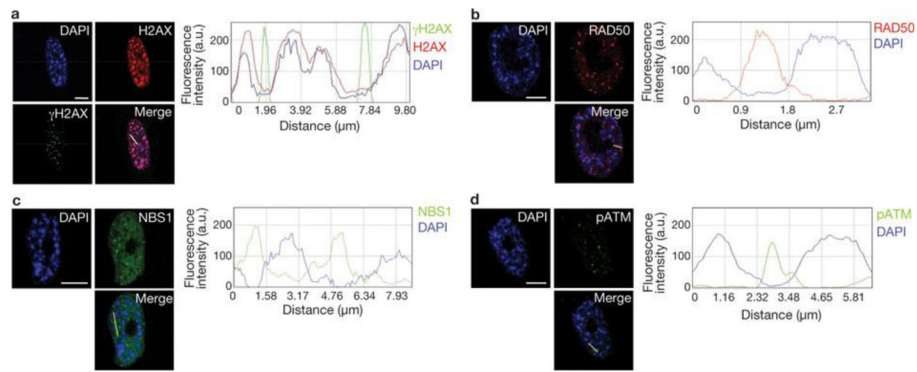 a
DAPI
H2AX
γH2AX
Merge
Fluorescence
intensity (a.u.)
200
100
0
0 1.96 3.92 5.88 7.84 9.80
Distance (μm)
γH2AX
H2AX
DAPI
b
DAPI
RAD50
Merge
Fluorescence
intensity (a.u.)
200
100
0
0 0.9 1.8 2.7
Distance (μm)
RAD50
DAPI
c
DAPI
NBS1
Merge
Fluorescence
intensity (a.u.)
200
100
0
0 1.58 3.17 4.76 6.34 7.93
Distance (μm)
NBS1
DAPI
d
DAPI
pATM
Merge
Fluorescence
intensity (a.u.)
200
100
0
0 1.16 2.32 3.48 4.65 5.81
Distance (μm)
pATM
DAPI